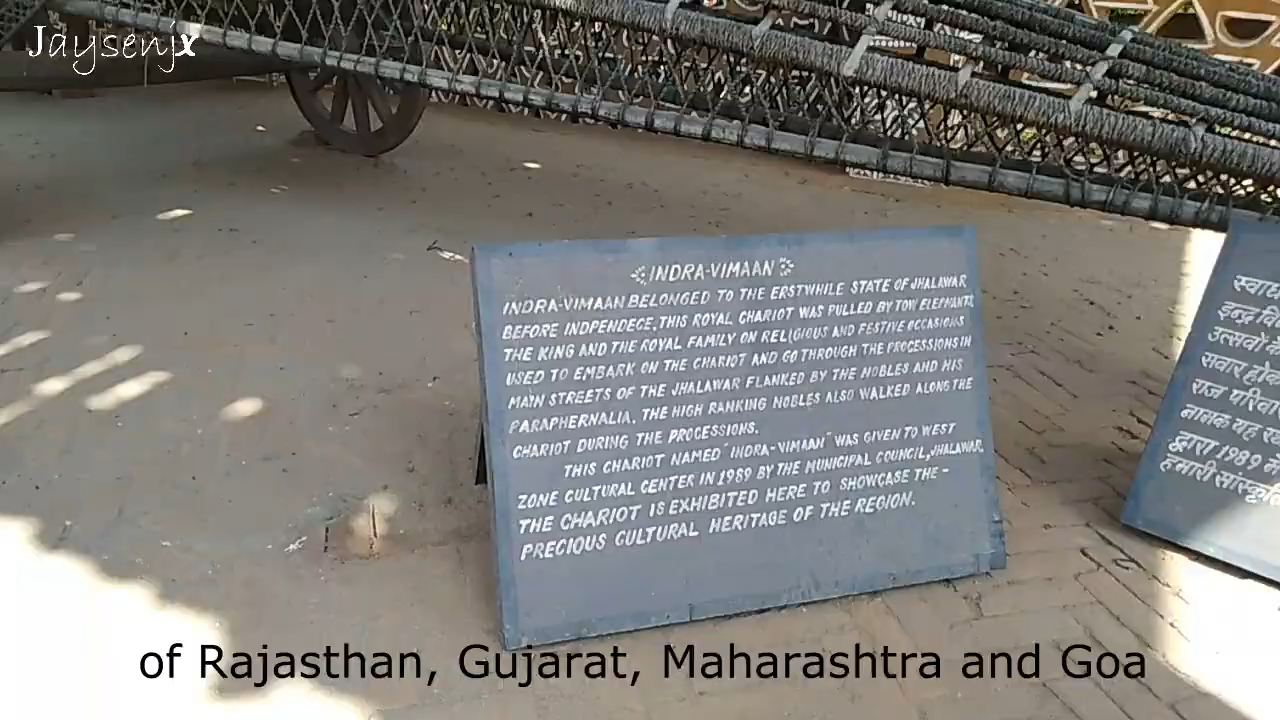 Jaysenjx
INDRA-VIMAAN
INDRA-VIMAAN BELONGED TO THE ERSTWHILE STATE OF JHALAWAR
BEFORE INDPENDECE, THIS ROYAL CHARIOT WAS PULLED BY TOW ELEPHANTS,
THE KING AND THE ROYAL FAMILY ON RELIGIOUS AND FESTIVE OCCASIONS
USED TO EMBARK ON THE CHARIOT AND GO THROUGH THE PROCESSIONS IN
MAIN STREETS OF THE JHALAWAR FLANKED BY THE NOBLES AND HIS
PARAPHERNALIA. THE HIGH RANKING NOBLES ALSO WALKED ALONG THE
CHARIOT DURING THE PROCESSIONS.
THIS CHARIOT NAMED "INDRA-VIMAAN" WAS GIVEN TO WEST
ZONE CULTURAL CENTER IN 1989 BY THE MUNICIPAL COUNCIL, JHALAWAR.
THE CHARIOT IS EXHIBITED HERE TO SHOWCASE THE -
PRECIOUS CULTURAL HERITAGE OF THE REGION.
इन्द्र
उत्सवों
सवार
राज परिवार
नामक यह
द्वारा 1989
हमारी
of Rajasthan, Gujarat, Maharashtra and Goa